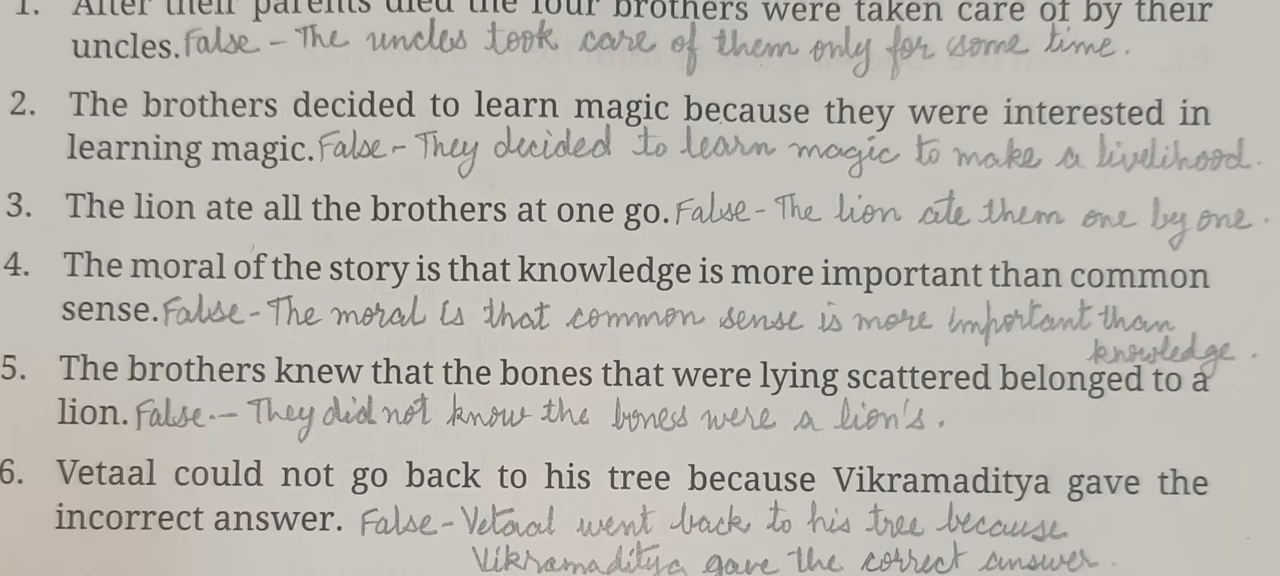 1. After their parents died the four brothers were taken care of by their
uncles. False - The uncles took care of them only for some time.
2. The brothers decided to learn magic because they were interested in
learning magic. False - They decided to learn magic to make a livelihood.
3. The lion ate all the brothers at one go. False - The lion ate them one by one.
4. The moral of the story is that knowledge is more important than common
sense. False - The moral is that common sense is more important than
knowledge.
5. The brothers knew that the bones that were lying scattered belonged to a
lion. False. - They did not know the bones were a lion's.
6. Vetaal could not go back to his tree because Vikramaditya gave the
incorrect answer. False - Vetaal went back to his tree because
Vikramaditya gave the correct answer.